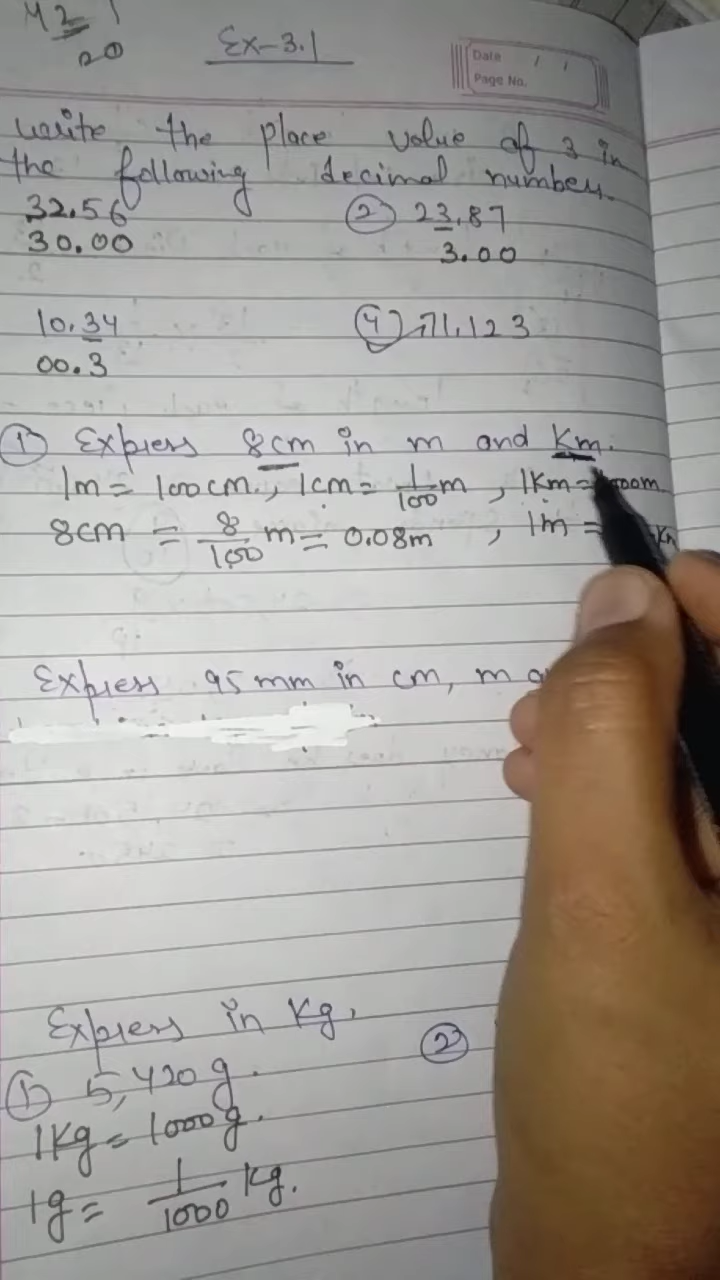 20
Ex-3.1
Date
Page No.
write the place value of 3 in
the following decimal number.
32.56 ② 23.87
30.00 3.00
10.34 ④ 71.123
00.3
① Express 8cm in m and Km.
1m = 100cm., 1cm = 1/100 m , 1Km = 1000m
8cm = 8/100 m = 0.08m , 1m =
Express 95mm in cm, m
Express in Kg.
① 5,420g. ②
1Kg = 1000g.
1g = 1/1000 kg.